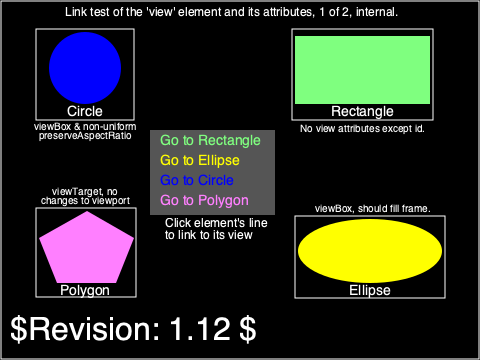 Link test of the 'view' element and its attributes, 1 of 2, internal.
Circle
viewBox & non-uniform
preserveAspectRatio
Rectangle
No view attributes except id.
Go to Rectangle
Go to Ellipse
Go to Circle
Go to Polygon
Click element's line
to link to its view
viewTarget, no
changes to viewport
Polygon
viewBox, should fill frame.
Ellipse
$Revision: 1.12 $